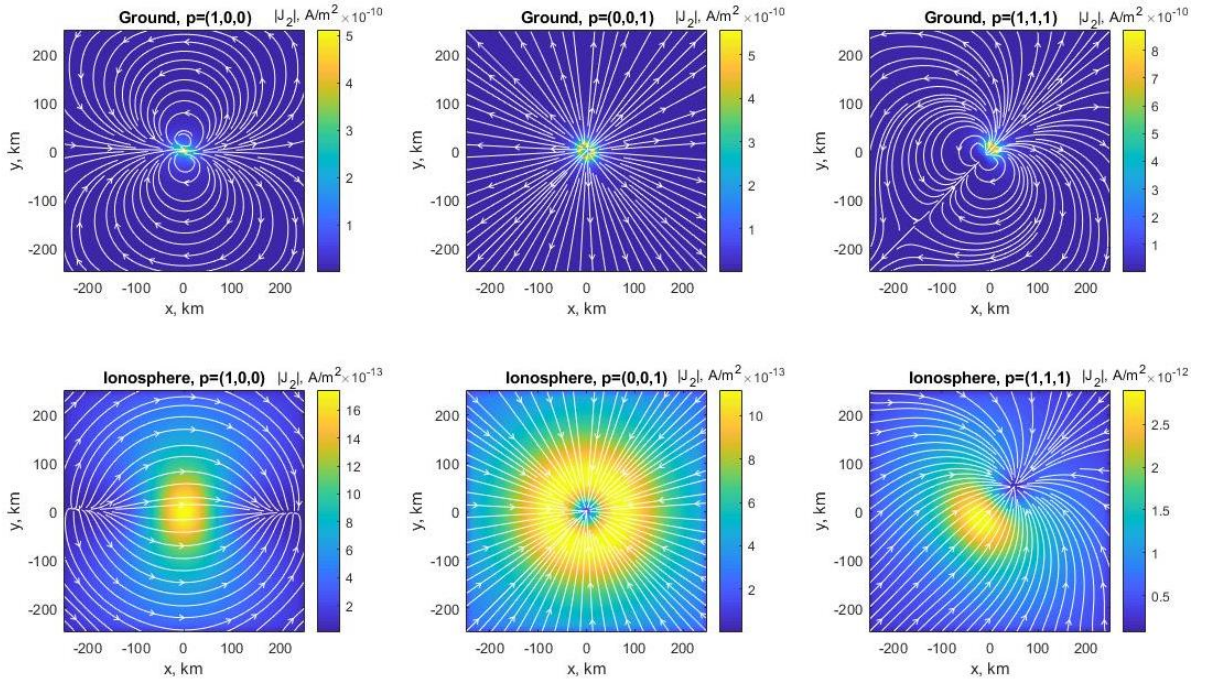 Ground, p=(1,0,0) |J₂|, A/m² ×10⁻¹⁰
200
100
0
-100
-200
y, km
-200 -100 0 100 200
x, km
5
4
3
2
1
Ground, p=(0,0,1) |J₂|, A/m² ×10⁻¹⁰
200
100
0
-100
-200
y, km
-200 -100 0 100 200
x, km
5
4
3
2
1
Ground, p=(1,1,1) |J₂|, A/m² ×10⁻¹⁰
200
100
0
-100
-200
y, km
-200 -100 0 100 200
x, km
8
7
6
5
4
3
2
1
Ionosphere, p=(1,0,0) |J₂|, A/m² ×10⁻¹³
200
100
0
-100
-200
y, km
-200 -100 0 100 200
x, km
16
14
12
10
8
6
4
2
Ionosphere, p=(0,0,1) |J₂|, A/m² ×10⁻¹³
200
100
0
-100
-200
y, km
-200 -100 0 100 200
x, km
10
8
6
4
2
Ionosphere, p=(1,1,1) |J₂|, A/m² ×10⁻¹²
200
100
0
-100
-200
y, km
-200 -100 0 100 200
x, km
2.5
2
1.5
1
0.5